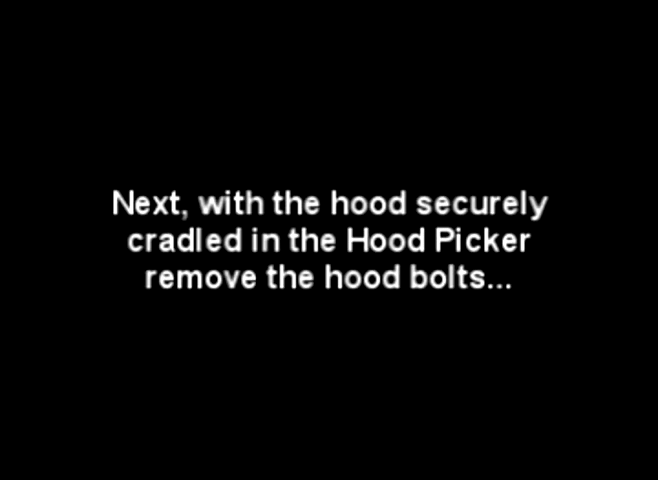 Next, with the hood securely
cradled in the Hood Picker
remove the hood bolts...